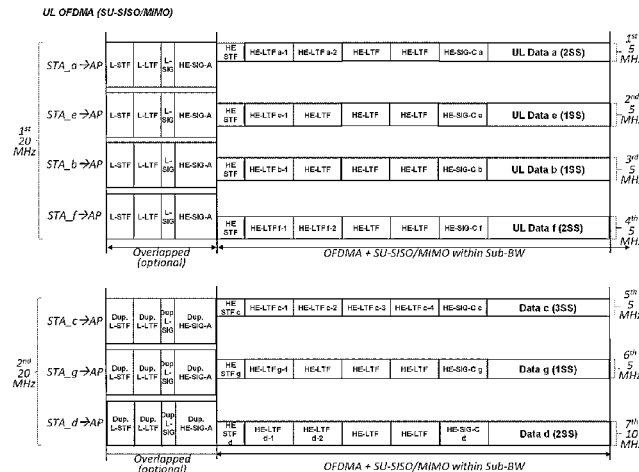 UL OFDMA (SU-SISO/MIMO)
1st 20 MHz
STA_a→AP L-STF L-LTF L-SIG HE-SIG-A HE STF HE-LTF a-1 HE-LTF a-2 HE-LTF HE-LTF HE-SIG-C a UL Data a (2SS) 1st 5 MHz
STA_e→AP L-STF L-LTF L-SIG HE-SIG-A HE STF HE-LTF e-1 HE-LTF HE-LTF HE-LTF HE-SIG-C e UL Data e (1SS) 2nd 5 MHz
STA_b→AP L-STF L-LTF L-SIG HE-SIG-A HE STF HE-LTF b-1 HE-LTF HE-LTF HE-LTF HE-SIG-C b UL Data b (1SS) 3rd 5 MHz
STA_f→AP L-STF L-LTF L-SIG HE-SIG-A HE STF HE-LTF f-1 HE-LTF f-2 HE-LTF HE-LTF HE-SIG-C f UL Data f (2SS) 4th 5 MHz
Overlapped (optional) OFDMA + SU-SISO/MIMO within Sub-BW
2nd 20 MHz
STA_c→AP Dup. L-STF Dup. L-LTF Dup. L-SIG Dup. HE-SIG-A HE STF c HE-LTF c-1 HE-LTF c-2 HE-LTF c-3 HE-LTF c-4 HE-SIG-C c Data c (3SS) 5th 5 MHz
STA_g→AP Dup. L-STF Dup. L-LTF Dup L-SIG Dup. HE-SIG-A HE STF g HE-LTF g-1 HE-LTF HE-LTF HE-LTF HE-SIG-C g Data g (1SS) 6th 5 MHz
STA_d→AP Dup. L-STF Dup. L-LTF Dup L-SIG Dup. HE-SIG-A HE STF d HE-LTF d-1 HE-LTF d-2 HE-LTF HE-LTF HE-SIG-C d Data d (2SS) 7th 10 MHz
Overlapped (optional) OFDMA + SU-SISO/MIMO within Sub-BW